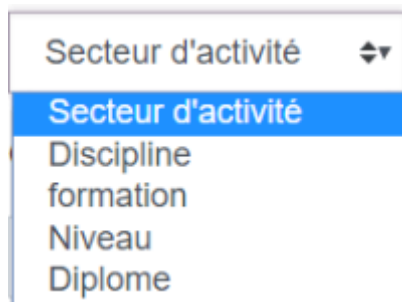 Secteur d'activité
Secteur d'activité
Discipline
formation
Niveau
Diplome